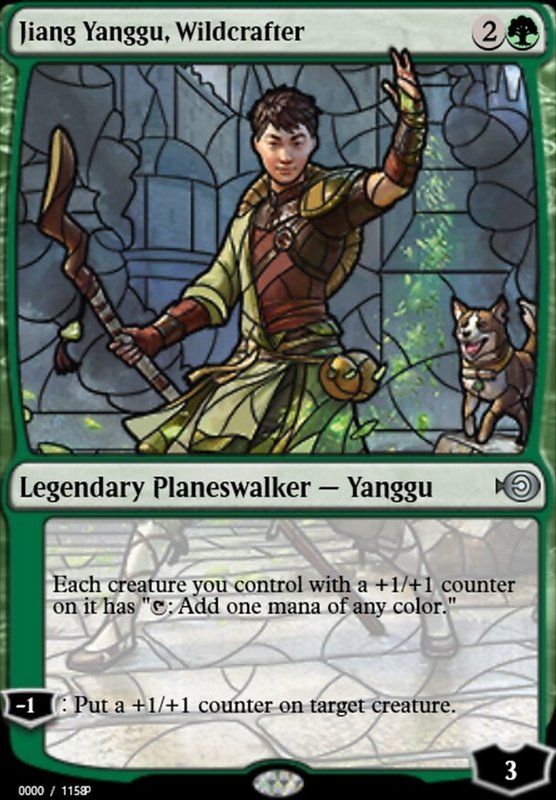 Jiang Yanggu, Wildcrafter 2
Legendary Planeswalker — Yanggu
Each creature you control with a +1/+1 counter
on it has ": Add one mana of any color."
-1 : Put a +1/+1 counter on target creature.
3
0000 / 1158P